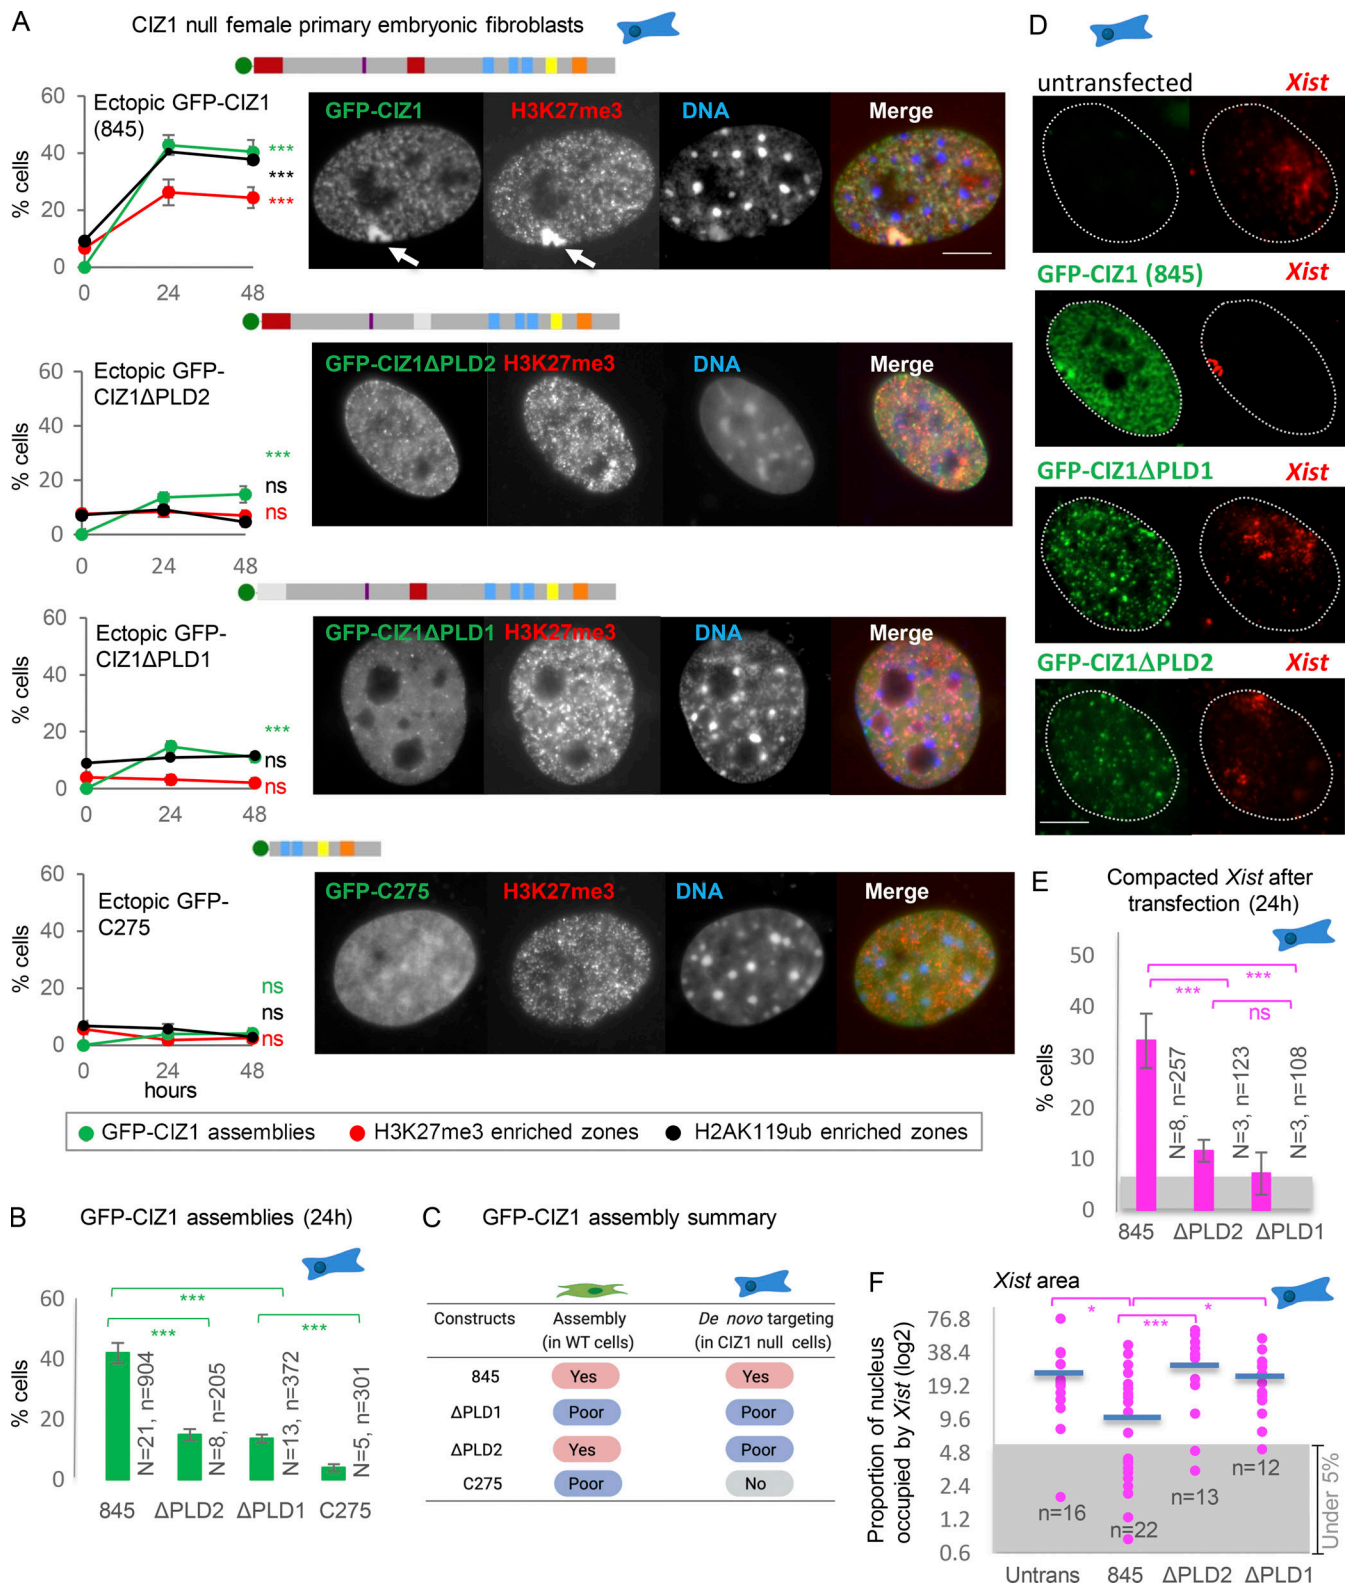 A
CIZ1 null female primary embryonic fibroblasts
Ectopic GFP-CIZ1
(845)
% cells
60
40
20
0
0
24
48
***
***
***
GFP-CIZ1
H3K27me3
DNA
Merge
Ectopic GFP-
CIZ1ΔPLD2
% cells
60
40
20
0
0
24
48
***
ns
ns
GFP-CIZ1ΔPLD2
H3K27me3
DNA
Merge
Ectopic GFP-
CIZ1ΔPLD1
% cells
60
40
20
0
0
24
48
***
ns
ns
GFP-CIZ1ΔPLD1
H3K27me3
DNA
Merge
Ectopic GFP-
C275
% cells
60
40
20
0
0
24
48
hours
ns
ns
ns
GFP-C275
H3K27me3
DNA
Merge
GFP-CIZ1 assemblies
H3K27me3 enriched zones
H2AK119ub enriched zones
B
GFP-CIZ1 assemblies (24h)
% cells
60
40
20
0
***
***
***
N=21, n=904
N=8, n=205
N=13, n=372
N=5, n=301
845
ΔPLD2
ΔPLD1
C275
C
GFP-CIZ1 assembly summary
Constructs
Assembly
(in WT cells)
De novo targeting
(in CIZ1 null cells)
845
Yes
Yes
ΔPLD1
Poor
Poor
ΔPLD2
Yes
Poor
C275
Poor
No
D
untransfected
Xist
GFP-CIZ1 (845)
Xist
GFP-CIZ1ΔPLD1
Xist
GFP-CIZ1ΔPLD2
Xist
E
Compacted Xist after
transfection (24h)
% cells
50
40
30
20
10
0
***
***
ns
N=8, n=257
N=3, n=123
N=3, n=108
845
ΔPLD2
ΔPLD1
F
Xist area
Proportion of nucleus
occupied by Xist (log2)
76.8
38.4
19.2
9.6
4.8
2.4
1.2
0.6
*
***
*
n=16
n=22
n=13
n=12
Under 5%
Untrans
845
ΔPLD2
ΔPLD1